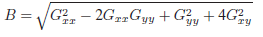 $B = \sqrt{G_{xx}^2 - 2G_{xx}G_{yy} + G_{yy}^2 + 4G_{xy}^2}$